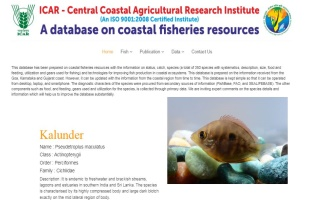 ICAR - Central Coastal Agricultural Research Institute
(An ISO 9001:2008 Certified Institute)
A database on coastal fisheries resources
ICAR
Home Fish Publication Data Contact Us
This database has been prepared on coastal fisheries resources with the information on status, catch, species (onsite of 350 species with systematics, description, size, food and
feeding, utilization and gears used for fishing) and technologies for improving fish production in coastal ecosystems. This database is prepared on the information received from the
Goa, Karnataka and Gujarat Coast. However, it can be updated with the information from the coastal region from time to time. The database is kept simple so that it can be operated
from desktop, laptop, and smartphone. The diagnostic characters of the species were procured from secondary sources of information (FishBase, FAO, and SEALIFEBASE). The other
components such as food, and feeding, gears used and utilization for the species, is collected through primary data. We are inviting expert comments on the species details and
information which will help us to improve the database substantially.
Kalunder
Name : Pseudetroplus maculatus
Class : Actinopterygii
Order : Perciformes
Family : Cichlidae
Description: It is endemic to freshwater and brackish streams,
lagoons and estuaries in southern India and Sri Lanka. The species
is characterised by its highly compressed body and large dark blotch
exactly on the mid lateral region of body.